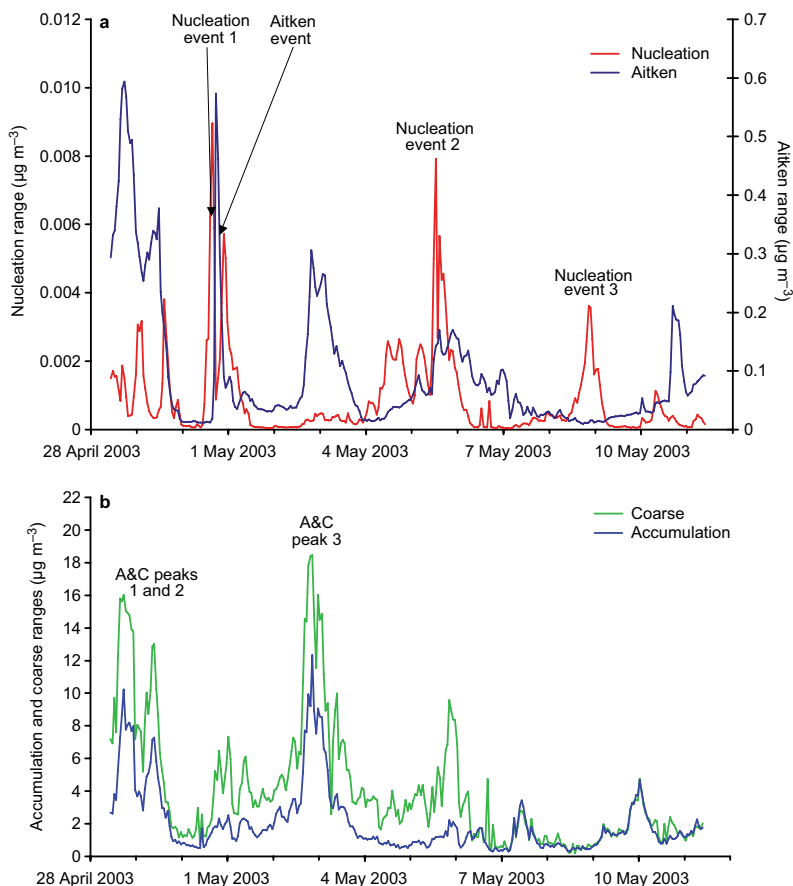 a
Nucleation
event 1
Aitken
event
Nucleation
Aitken
Nucleation
event 2
Nucleation
event 3
Nucleation range (µg m–3)
0.012
0.010
0.008
0.006
0.004
0.002
0
Aitken range (µg m–3)
0.7
0.6
0.5
0.4
0.3
0.2
0.1
0
28 April 2003
1 May 2003
4 May 2003
7 May 2003
10 May 2003
b
A&C peaks
1 and 2
A&C
peak 3
Coarse
Accumulation
Accumulation and coarse ranges (µg m–3)
22
20
18
16
14
12
10
8
6
4
2
0
28 April 2003
1 May 2003
4 May 2003
7 May 2003
10 May 2003